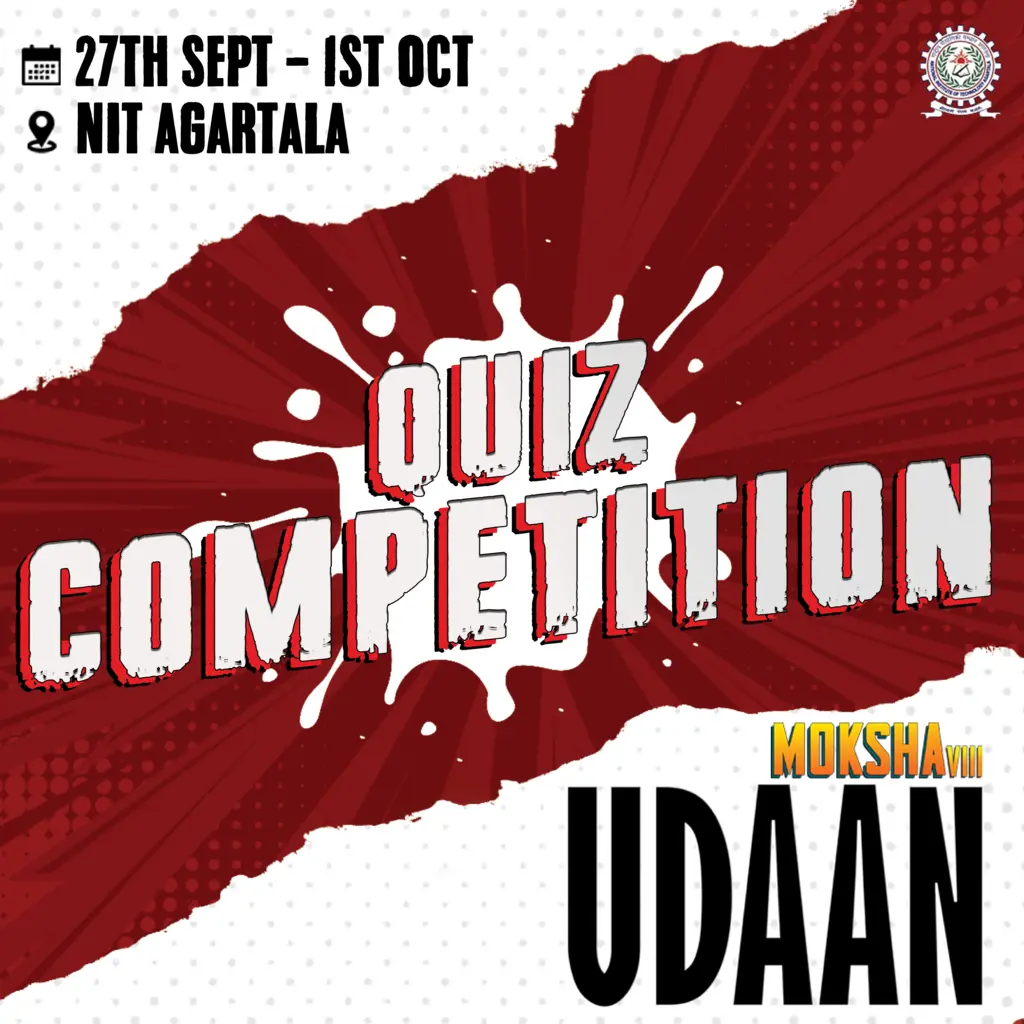 27TH SEPT - 1ST OCT
NIT AGARTALA
QUIZ
COMPETITION
MOKSHA VIII
UDAAN